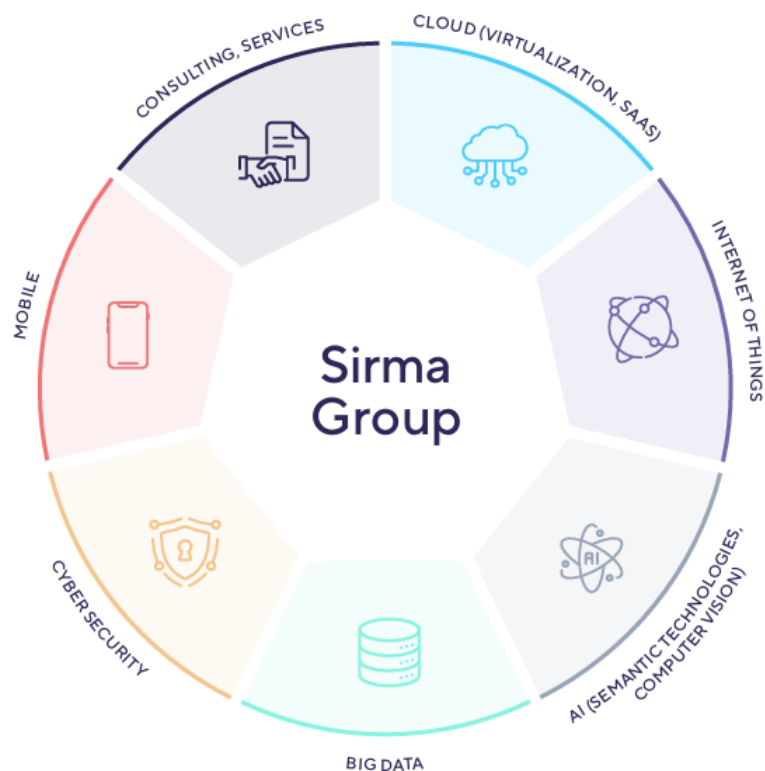 CONSULTING, SERVICES
CLOUD (VIRTUALIZATION, SAAS)
INTERNET OF THINGS
AI (SEMANTIC TECHNOLOGIES,
COMPUTER VISION)
BIG DATA
CYBER SECURITY
MOBILE
Sirma
Group
AI